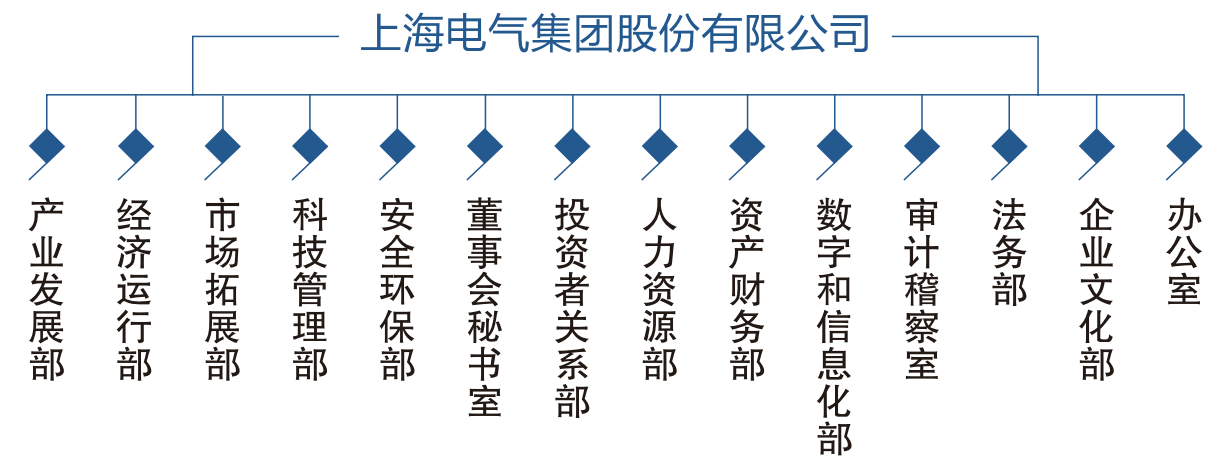 上海电气集团股份有限公司
产业发展部
经济运行部
市场拓展部
科技管理部
安全环保部
董事会秘书室
投资者关系部
人力资源部
资产财务部
数字和信息化部
审计稽察室
法务部
企业文化部
办公室